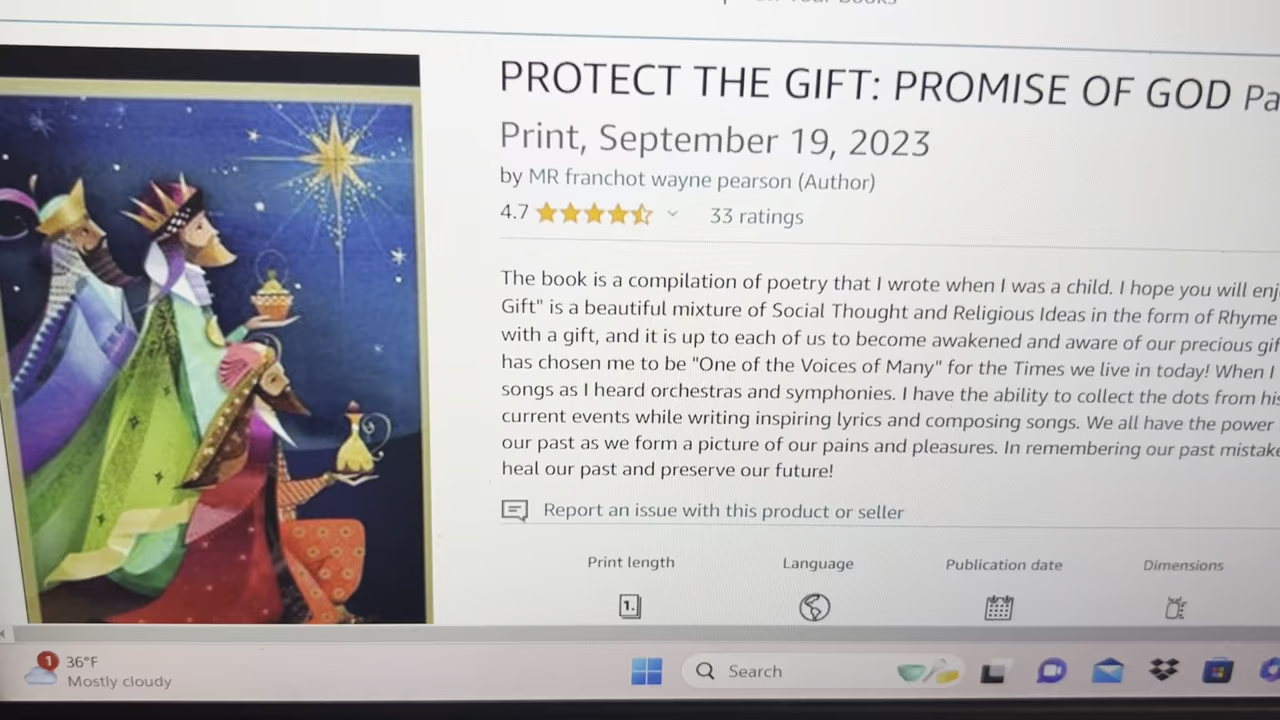 PROTECT THE GIFT: PROMISE OF GOD Pa
Print, September 19, 2023
by MR franchot wayne pearson (Author)
4.7 33 ratings
The book is a compilation of poetry that I wrote when I was a child. I hope you will enj
Gift" is a beautiful mixture of Social Thought and Religious Ideas in the form of Rhyme
with a gift, and it is up to each of us to become awakened and aware of our precious gif
has chosen me to be "One of the Voices of Many" for the Times we live in today! When I
songs as I heard orchestras and symphonies. I have the ability to collect the dots from his
current events while writing inspiring lyrics and composing songs. We all have the power
our past as we form a picture of our pains and pleasures. In remembering our past mistake
heal our past and preserve our future!
Report an issue with this product or seller
Print length Language Publication date Dimensions
1.
1 36°F
Mostly cloudy
Search